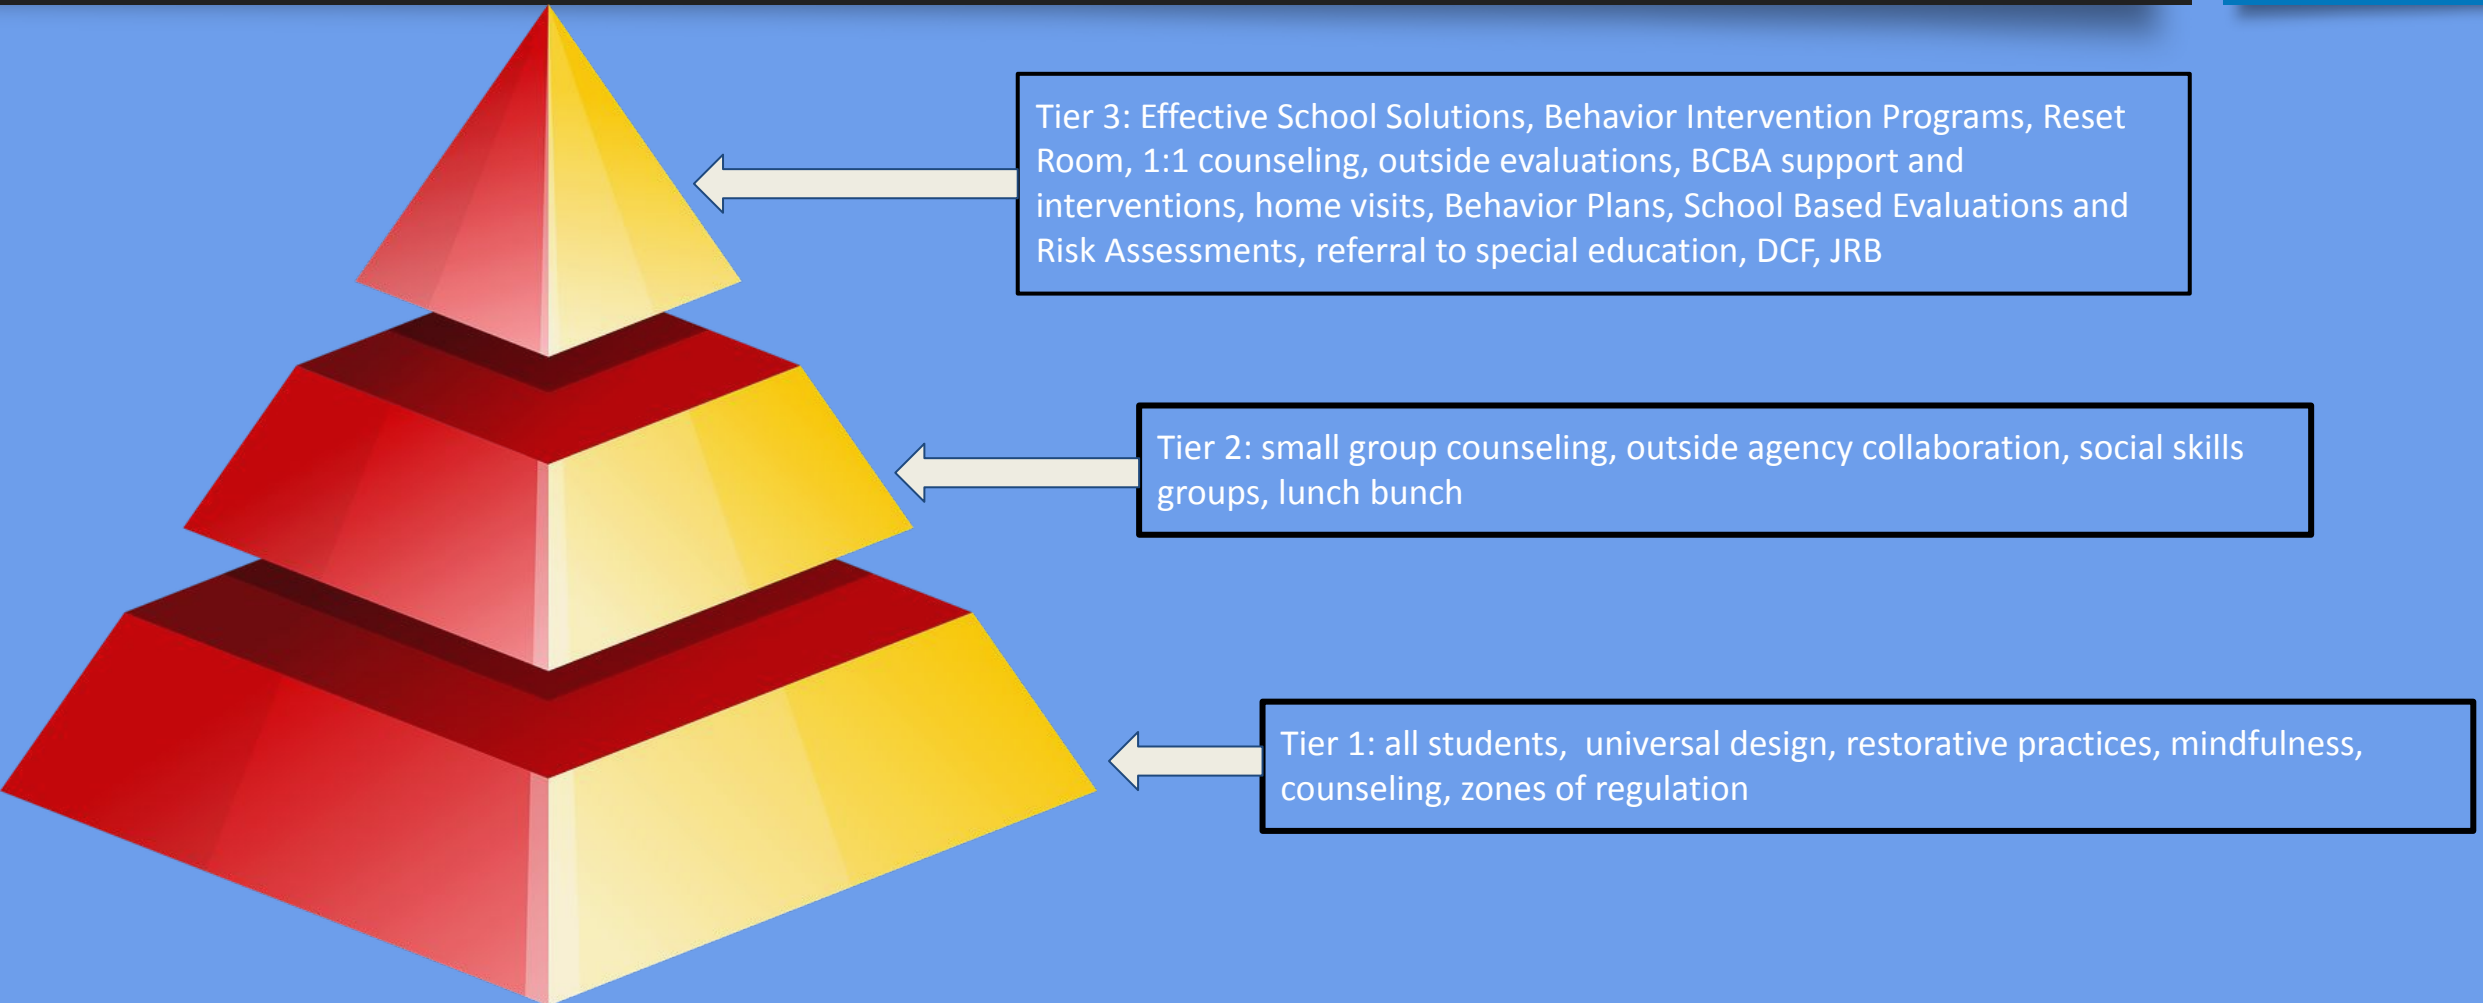 Tier 3: Effective School Solutions, Behavior Intervention Programs, Reset
Room, 1:1 counseling, outside evaluations, BCBA support and
interventions, home visits, Behavior Plans, School Based Evaluations and
Risk Assessments, referral to special education, DCF, JRB
Tier 2: small group counseling, outside agency collaboration, social skills
groups, lunch bunch
Tier 1: all students,  universal design, restorative practices, mindfulness,
counseling, zones of regulation